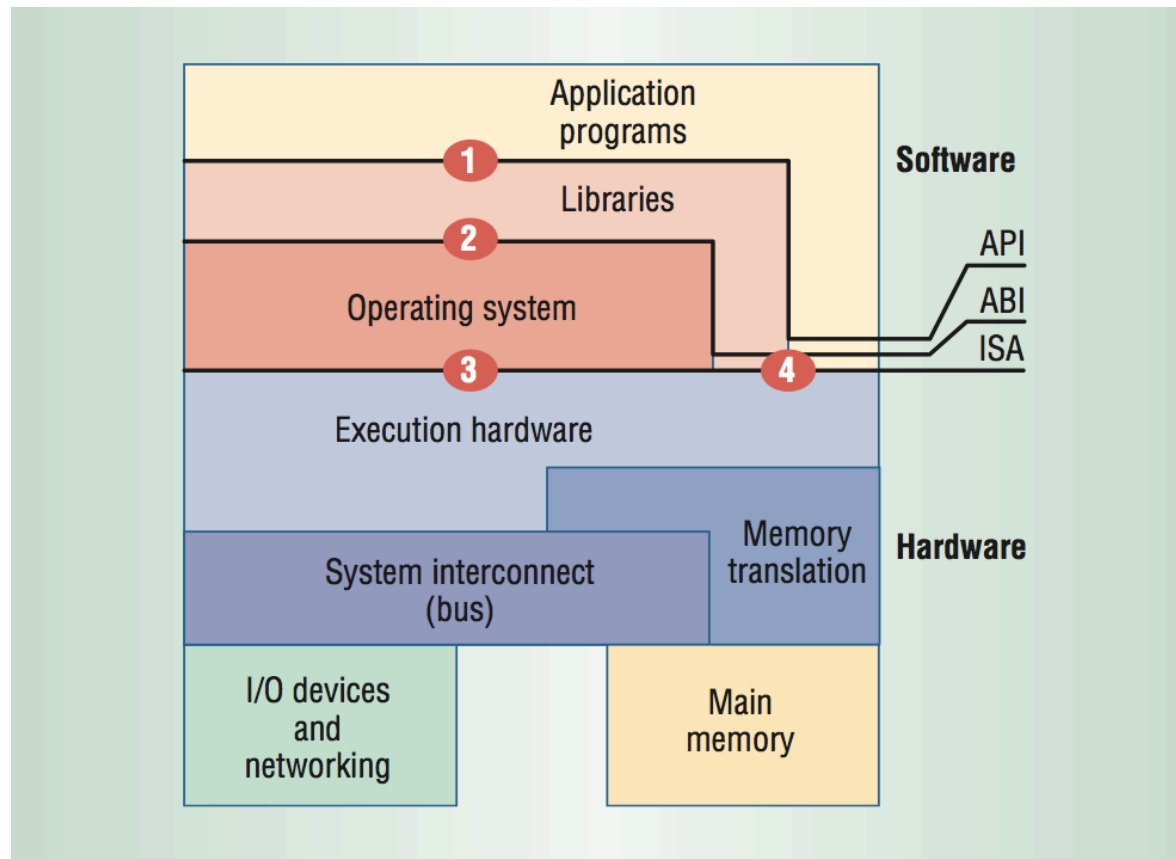 Application
programs
1
Software
Libraries
2
API
Operating system
ABI
ISA
3
4
Execution hardware
Memory
translation
Hardware
System interconnect
(bus)
I/O devices
and
networking
Main
memory